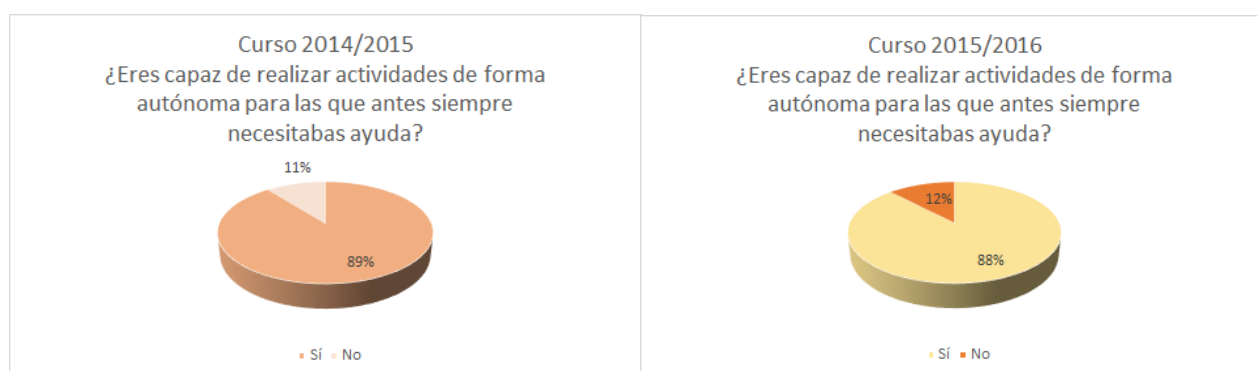 Curso 2014/2015
¿Eres capaz de realizar actividades de forma
autónoma para las que antes siempre
necesitabas ayuda?
11%
89%
Sí No
Curso 2015/2016
¿Eres capaz de realizar actividades de forma
autónoma para las que antes siempre
necesitabas ayuda?
12%
88%
Sí No